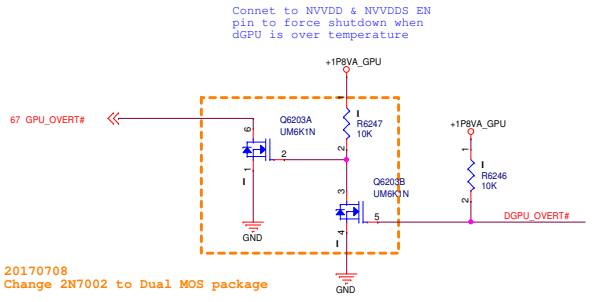 Connet to NVVDD & NVVDDS EN
pin to force shutdown when
dGPU is over temperature
+1P8VA_GPU
67 GPU_OVERT#
Q6203A
UM6K1N
6
1
2
I
1
I
R6247
10K
2
+1P8VA_GPU
1
I
R6246
10K
2
3
Q6203B
UM6K1N
5
4
I
DGPU_OVERT#
GND
GND
20170708
Change 2N7002 to Dual MOS package